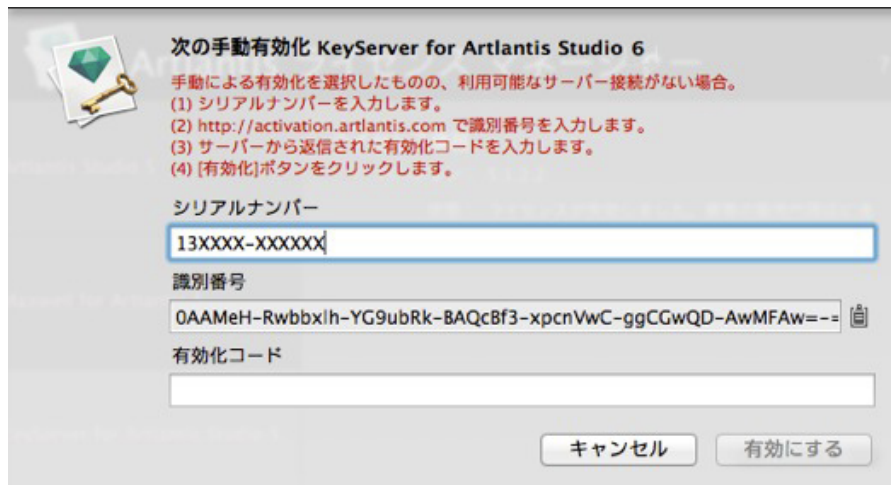 次の手動有効化 KeyServer for Artlantis Studio 6
手動による有効化を選択したものの、利用可能なサーバー接続がない場合。
(1) シリアルナンバーを入力します。
(2) http://activation.artlantis.com で識別番号を入力します。
(3) サーバーから返信された有効化コードを入力します。
(4) [有効化]ボタンをクリックします。
シリアルナンバー
13XXXX-XXXXXX
識別番号
0AAMeH-Rwbbxlh-YG9ubRk-BAQcBf3-xpcnVwC-ggCGwQD-AwMFAw=-=
有効化コード
キャンセル
有効にする